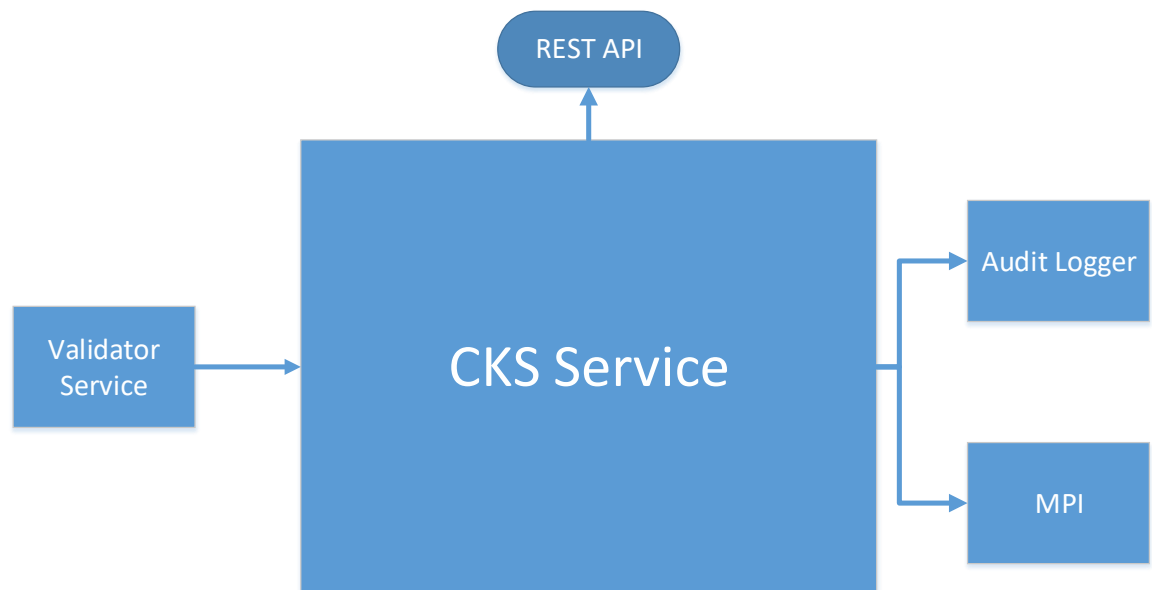 REST API
Validator
Service
CKS Service
Audit Logger
MPI